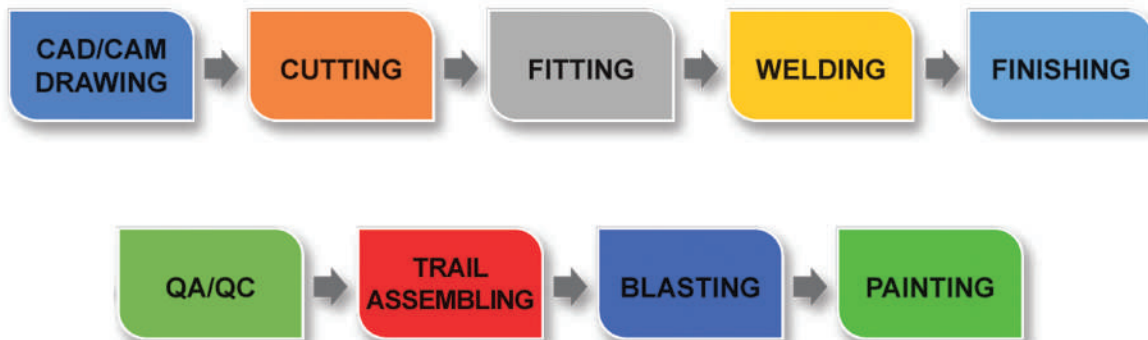 CAD/CAM
DRAWING
CUTTING
FITTING
WELDING
FINISHING
QA/QC
TRAIL
ASSEMBLING
BLASTING
PAINTING